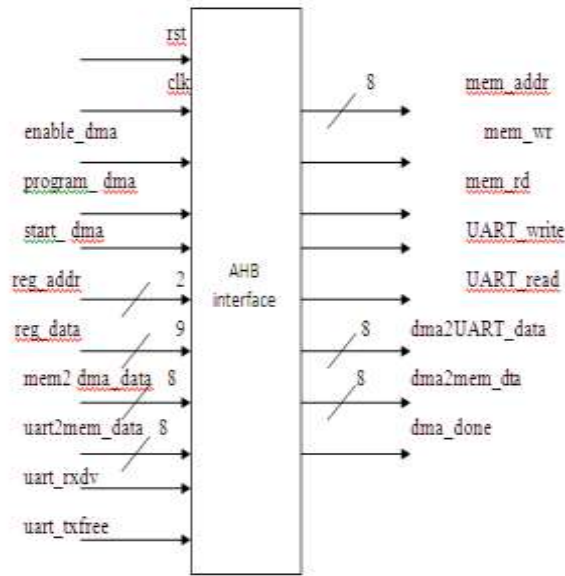 rst
clk
enable_dma
program_ dma
start_ dma
reg_addr 2
reg_data 9
mem2 dma_data 8
uart2mem_data 8
uart_rxdv
uart_txfree
AHB
interface
8 mem_addr
mem_wr
mem_rd
UART_write
UART_read
8 dma2UART_data
8 dma2mem_dta
dma_done